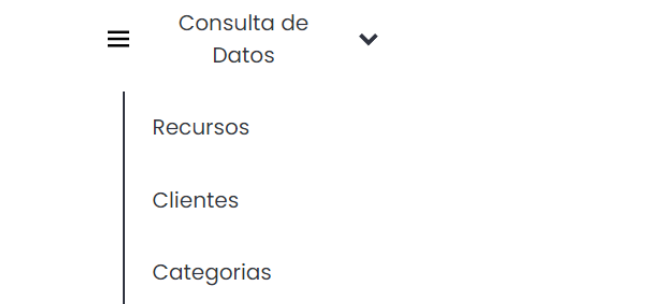 Consulta de
Datos
Recursos
Clientes
Categorias